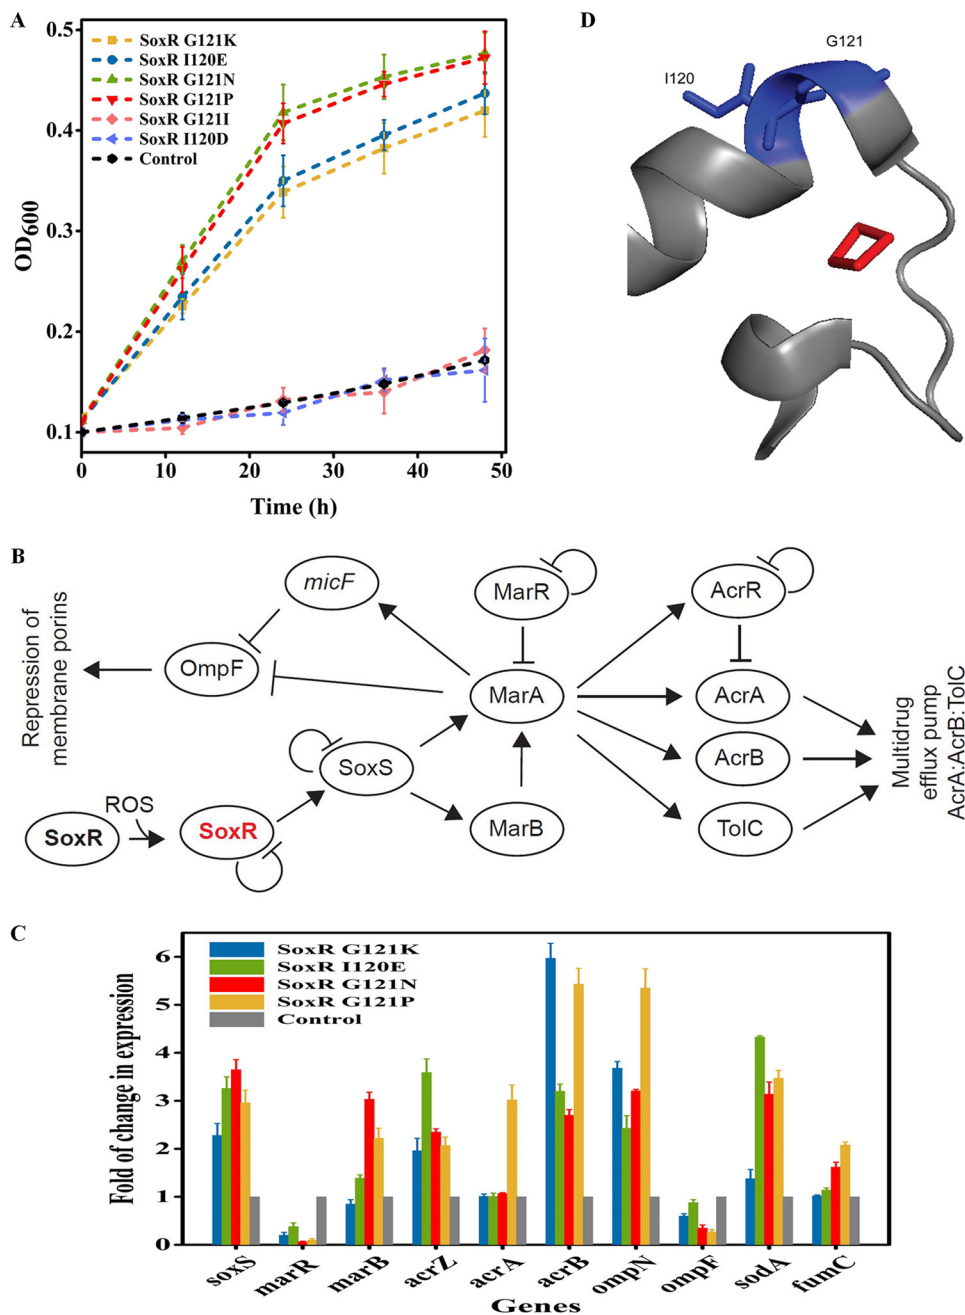 A
0.5
0.4
0.3
0.2
0.1
OD600
SoxR G121K
SoxR I120E
SoxR G121N
SoxR G121P
SoxR G121I
SoxR I120D
Control
0 10 20 30 40 50
Time (h)
D
I120
G121
B
Repression of
membrane porins
micF
OmpF
SoxR
ROS
SoxR
SoxS
MarR
MarA
MarB
AcrR
AcrA
AcrB
TolC
Multidrug
efflux pump
AcrA:AcrB:TolC
C
Fold of change in expression
6
5
4
3
2
1
0
SoxR G121K
SoxR I120E
SoxR G121N
SoxR G121P
Control
soxS marR marB acrZ acrA acrB ompN ompF sodA fumC
Genes